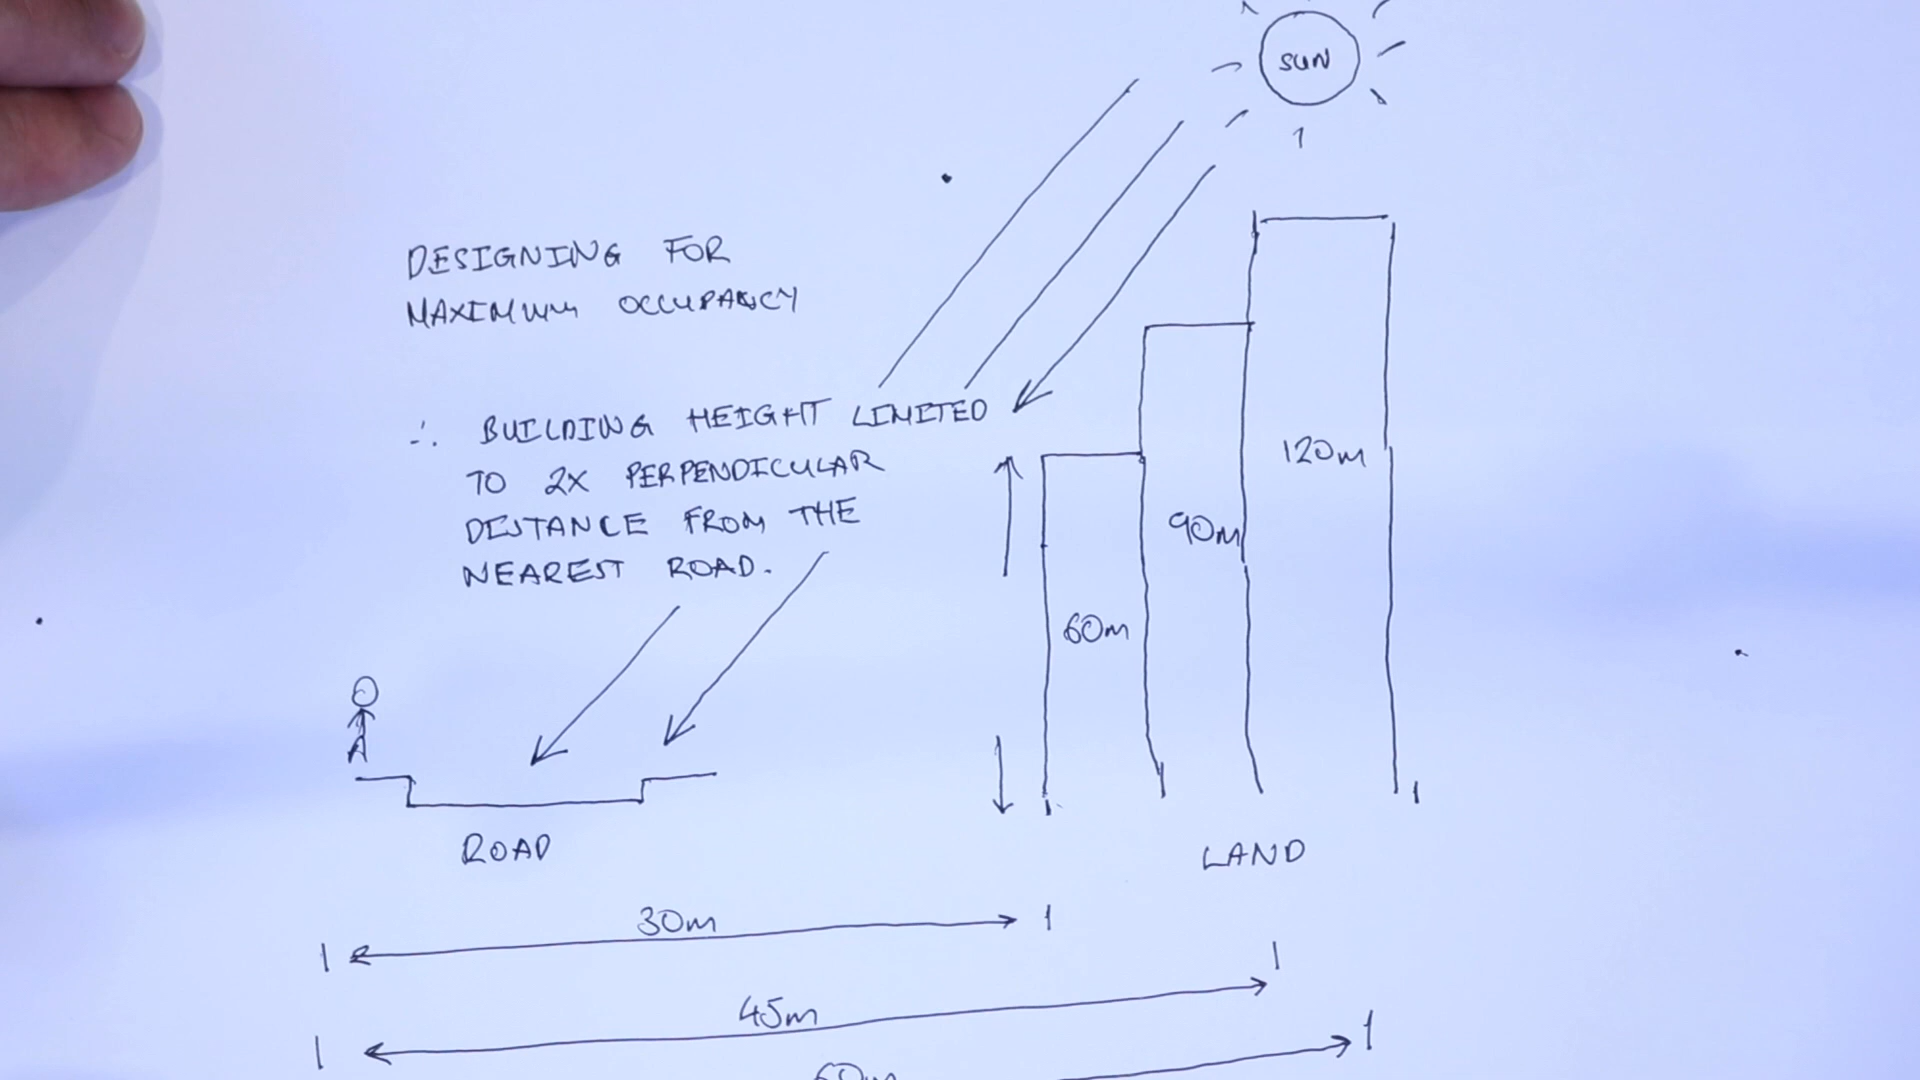 SUN
DESIGNING FOR
MAXIMUM OCCUPANCY
∴ BUILDING HEIGHT LIMITED
TO 2X PERPENDICULAR
DISTANCE FROM THE
NEAREST ROAD.
120m
90m
60m
ROAD
LAND
30m
45m
60m